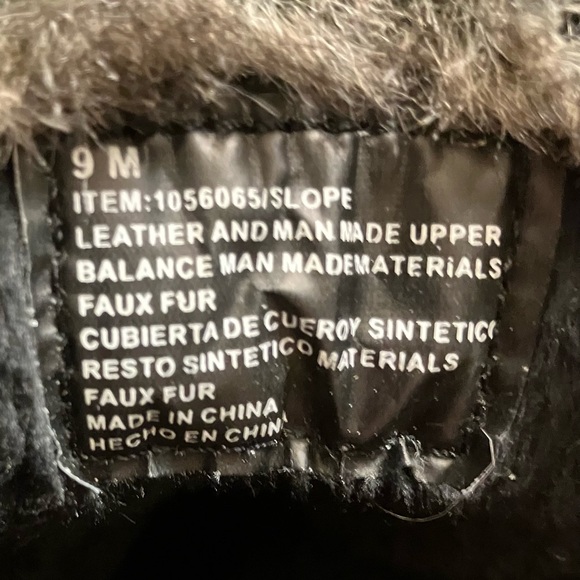 9 M
ITEM:1056065/SLOPE
LEATHER AND MAN MADE UPPER
BALANCE MAN MADEMATERiALS
FAUX FUR
CUBIERTA DE CUEROY SINTETICO
RESTO SINTETICO MATERIALS
FAUX FUR
MADE IN CHINA
HECHO EN CHINA